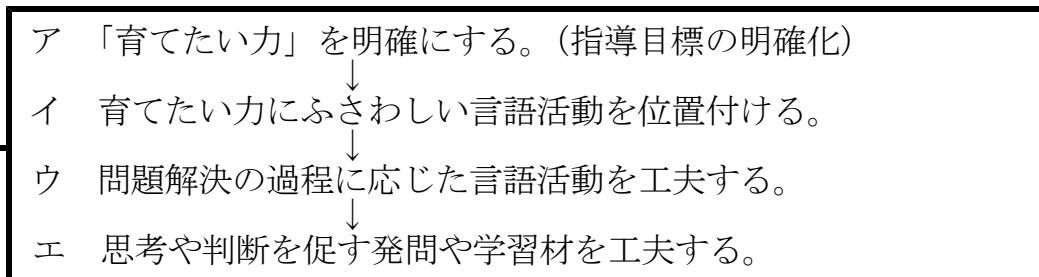 ア 「育てたい力」を明確にする。(指導目標の明確化)
↓
イ 育てたい力にふさわしい言語活動を位置付ける。
↓
ウ 問題解決の過程に応じた言語活動を工夫する。
↓
エ 思考や判断を促す発問や学習材を工夫する。